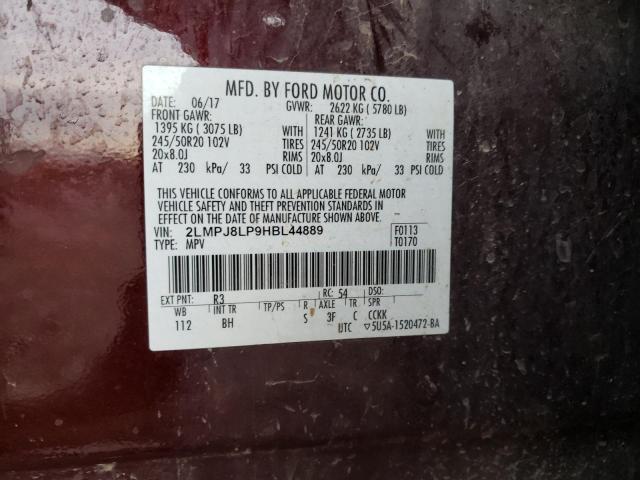 MFD. BY FORD MOTOR CO.
DATE: 06/17 GVWR: 2622 KG ( 5780 LB)
FRONT GAWR: REAR GAWR:
1395 KG ( 3075 LB) WITH 1241 KG ( 2735 LB) WITH
245/50R20 102V TIRES 245/50R20 102V TIRES
20x8.0J RIMS 20x8.0J RIMS
AT 230 kPa/ 33 PSI COLD AT 230 kPa/ 33 PSI COLD
THIS VEHICLE CONFORMS TO ALL APPLICABLE FEDERAL MOTOR
VEHICLE SAFETY AND THEFT PREVENTION STANDARDS IN
EFFECT ON THE DATE OF MANUFACTURE SHOWN ABOVE.
VIN: 2LMPJ8LP9HBL44889 F0113
TYPE: MPV T0170
EXT PNT: R3 RC: 54 DSO:
WB INT TR TP/PS R AXLE TR SPR
112 BH S 3F C CCKK
UTC ▽5U5A-1520472-BA